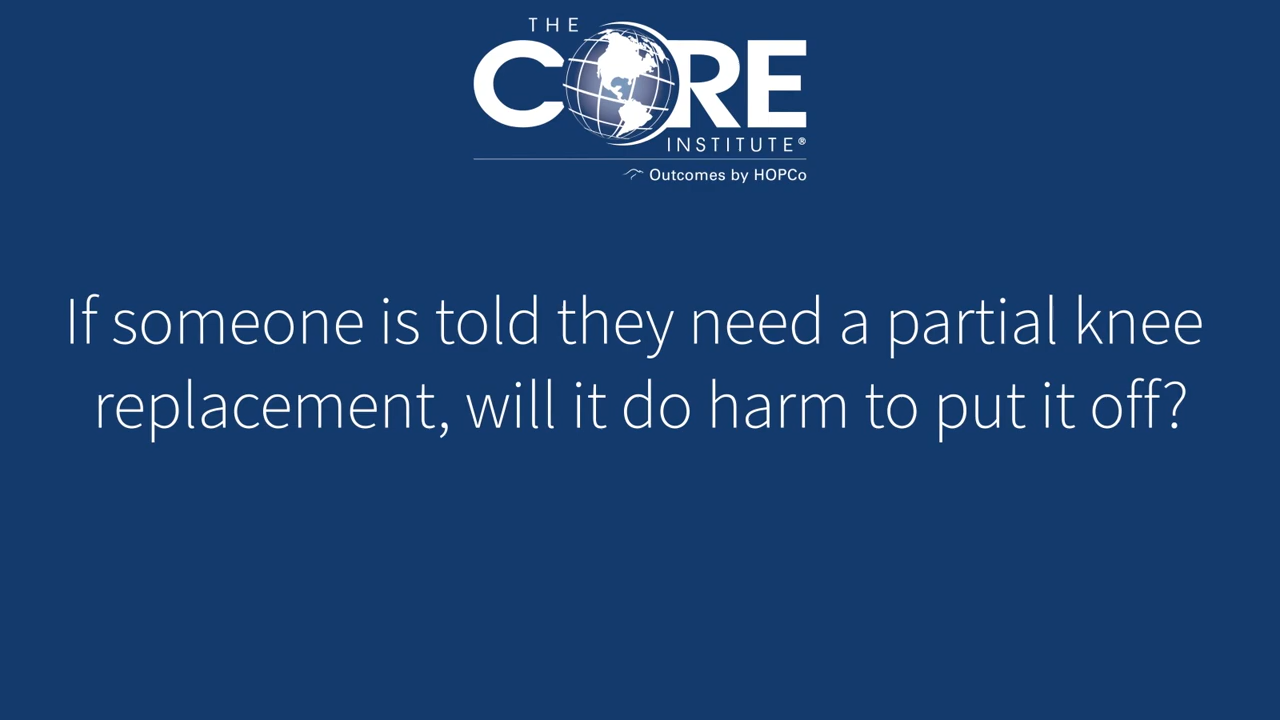 THE
CORE
INSTITUTE®
Outcomes by HOPCo
If someone is told they need a partial knee
replacement, will it do harm to put it off?